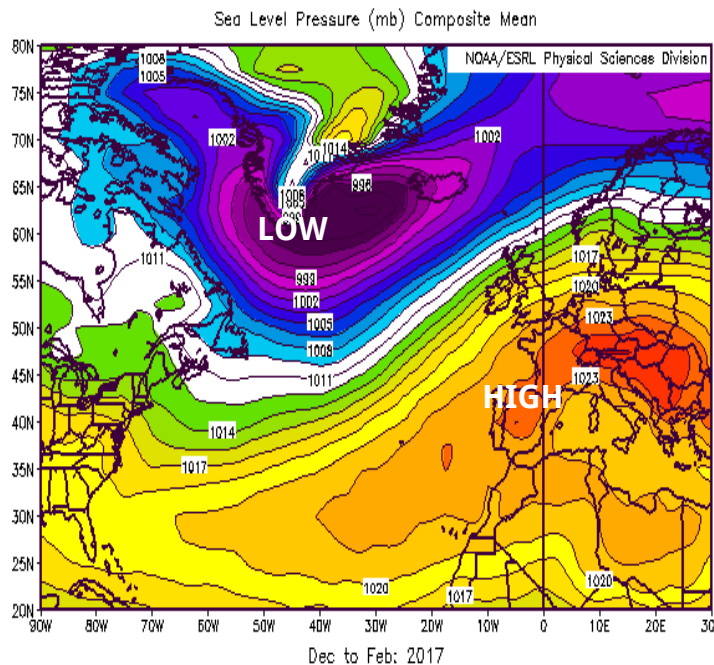 Sea Level Pressure (mb) Composite Mean
NOAA/ESRL Physical Sciences Division
80N
75N
70N
65N
60N
55N
50N
45N
40N
35N
30N
25N
20N
1005
1002
1014
1002
996
LOW
1011
999
1002
1005
1008
1011
1014
1017
1017
1020
1023
1023
HIGH
1020
1017
1020
90W 80W 70W 60W 50W 40W 30W 20W 10W 0 10E 20E 30
Dec to Feb: 2017